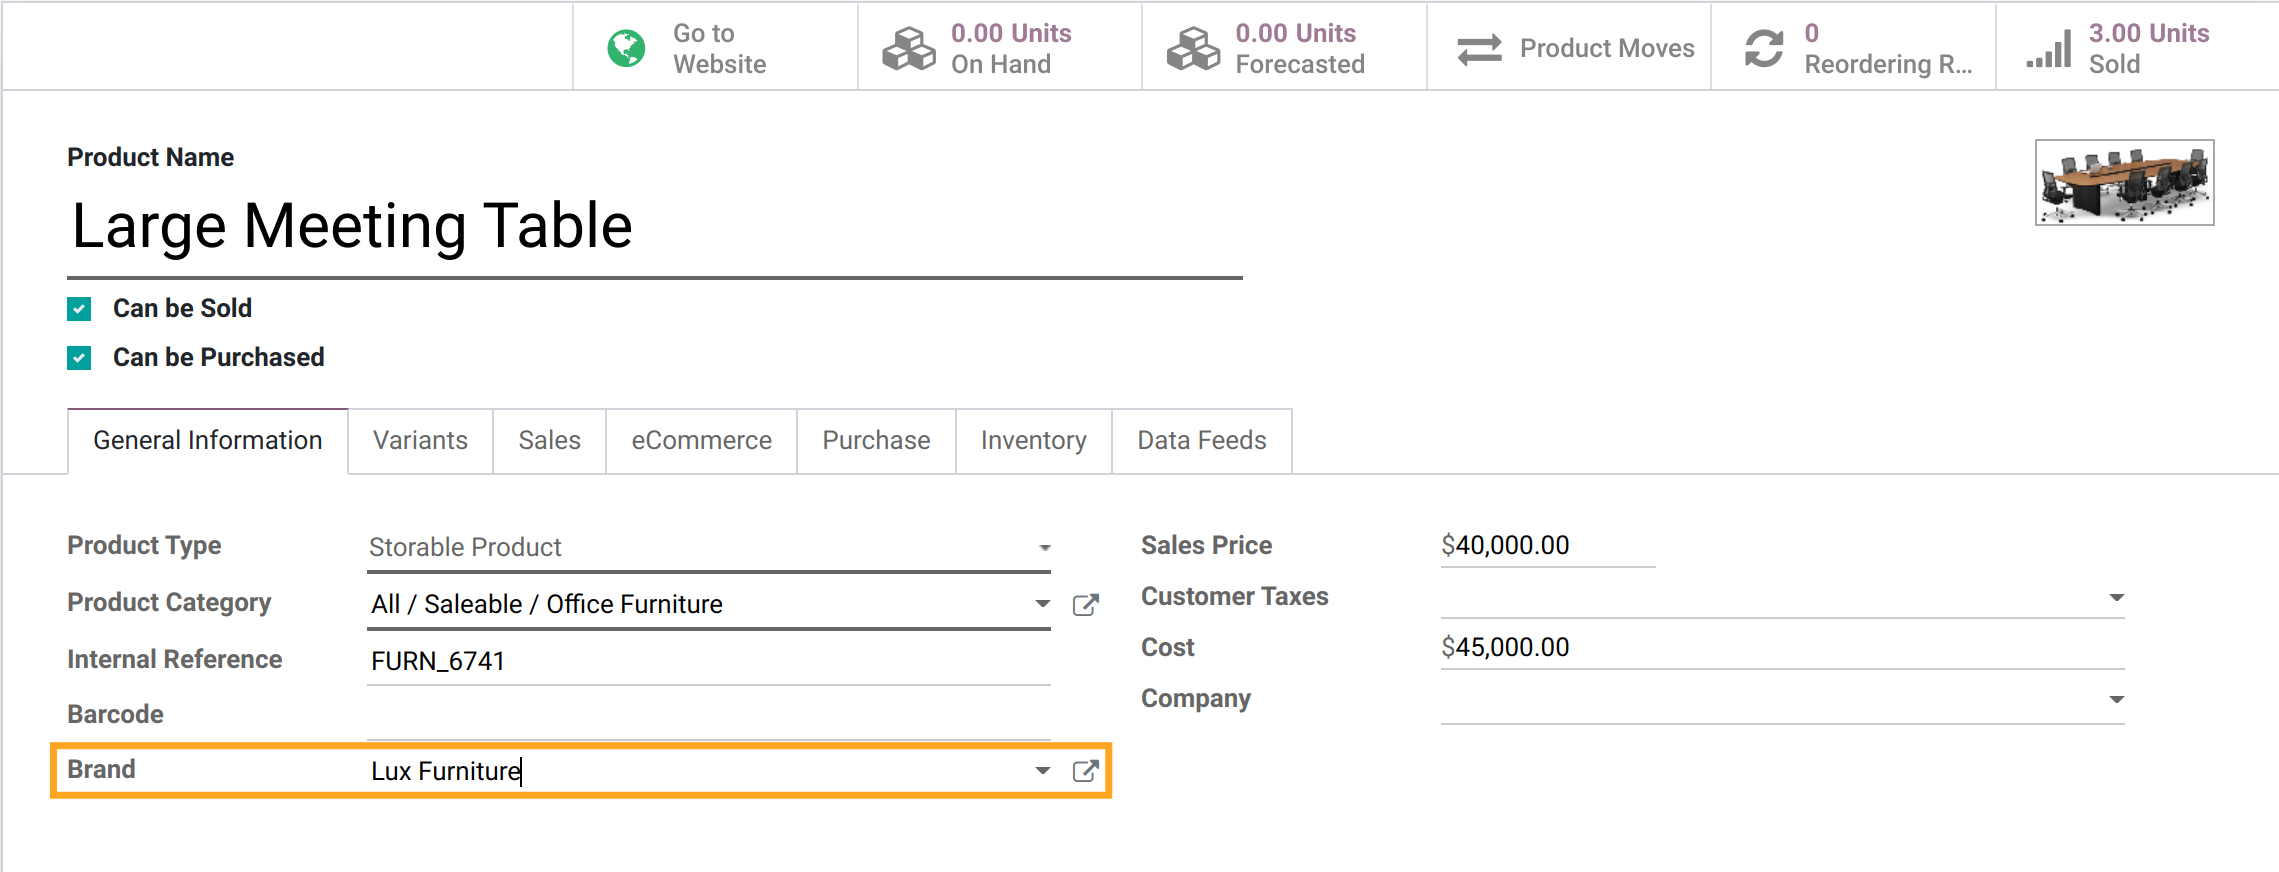 Go to
Website
0.00 Units
On Hand
0.00 Units
Forecasted
Product Moves
0
Reordering R...
3.00 Units
Sold
Product Name
Large Meeting Table
Can be Sold
Can be Purchased
General Information
Variants
Sales
eCommerce
Purchase
Inventory
Data Feeds
Product Type
Storable Product
Product Category
All / Saleable / Office Furniture
Internal Reference
FURN_6741
Barcode
Brand
Lux Furniture
Sales Price
$40,000.00
Customer Taxes
Cost
$45,000.00
Company